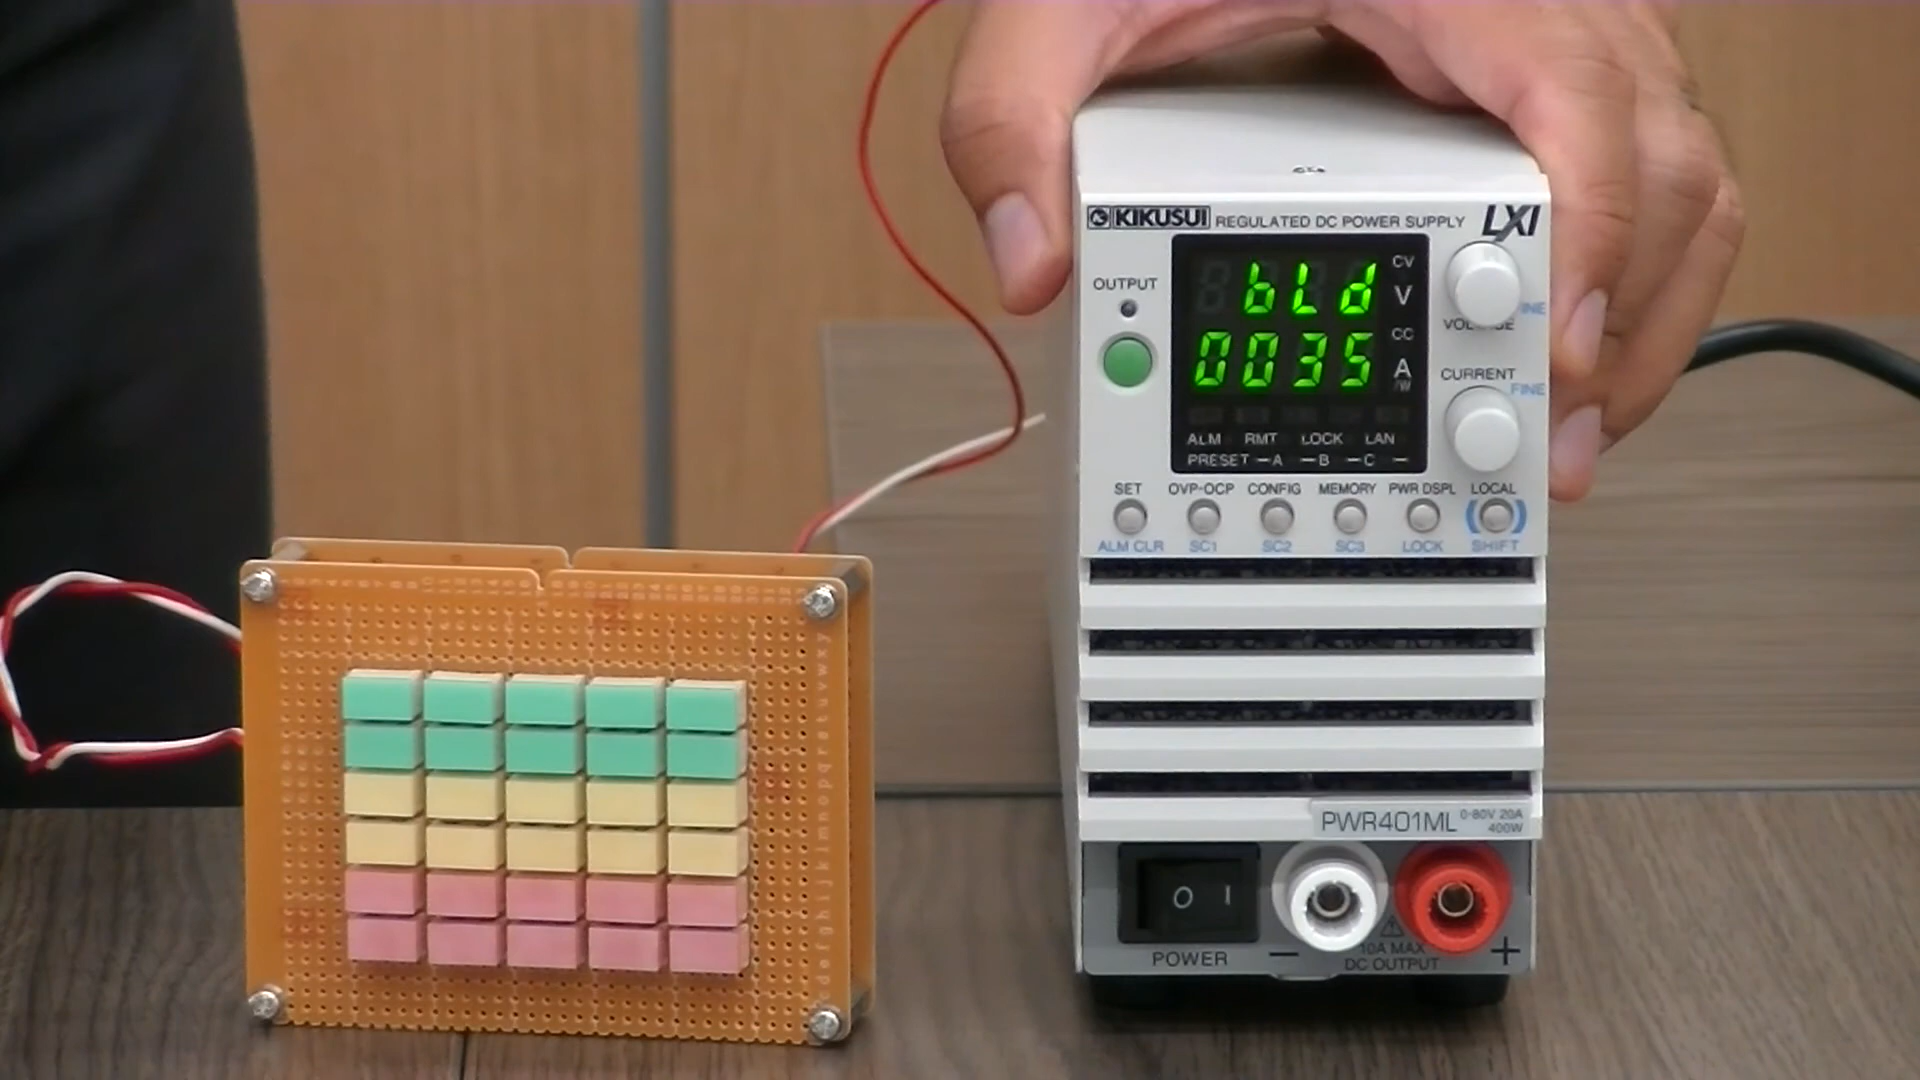 KIKUSUI REGULATED DC POWER SUPPLY LXI
OUTPUT
bLd
0035
CV
V
CC
A
/W
ALM RMT LOCK LAN
PRESET A B C
FINE
CURRENT
FINE
SET OVP·OCP CONFIG MEMORY PWR DSPL LOCAL
ALM CLR SC1 SC2 SC3 LOCK SHIFT
PWR401ML
0-80V 20A
400W
O I
POWER
− +
10A MAX
DC OUTPUT